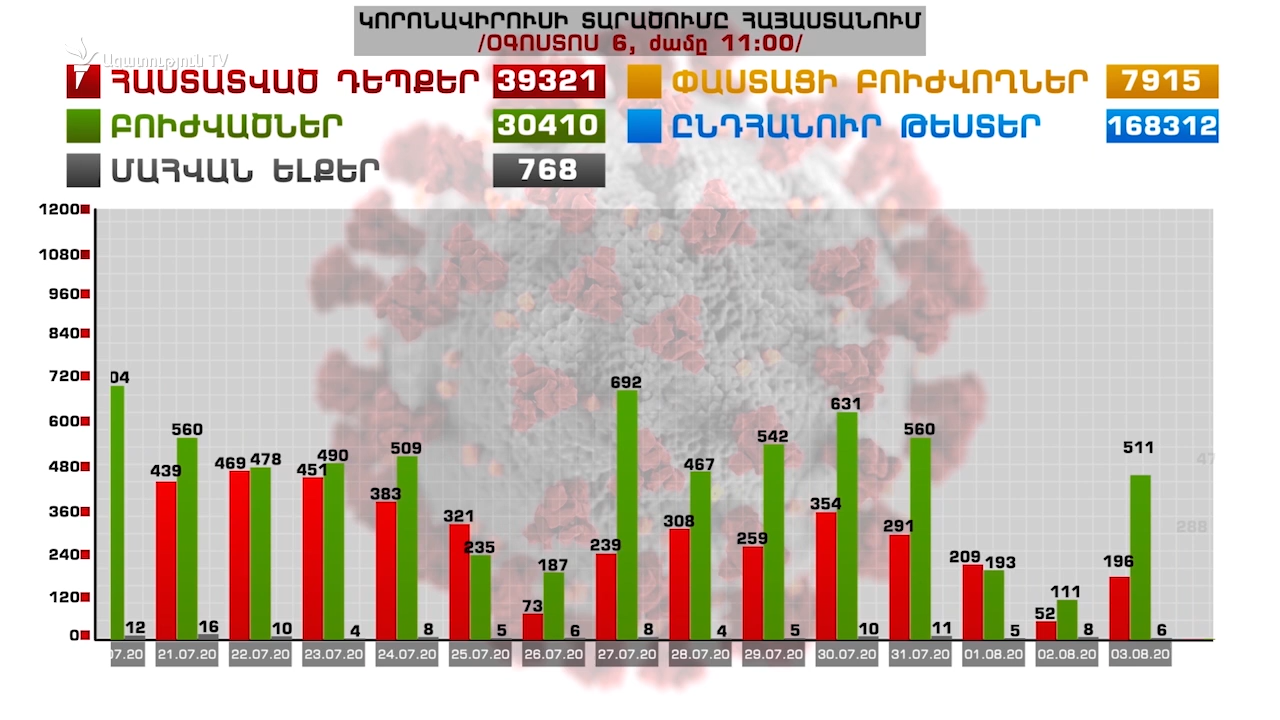 ԿՈՐՈՆԱՎԻՐՈՒՍԻ ՏԱՐԱԾՈՒՄԸ ՀԱՅԱՍՏԱՆՈՒՄ
/ՕԳՈՍՏՈՍ 6, ժամը 11:00/
Ազատություն TV
ՀԱՍՏԱՏՎԱԾ ԴԵՊՔԵՐ 39321 ՓԱՍՏԱՑԻ ԲՈՒԺՎՈՂՆԵՐ 7915
ԲՈՒԺՎԱԾՆԵՐ 30410 ԸՆԴՀԱՆՈՒՐ ԹԵՍՏԵՐ 168312
ՄԱՀՎԱՆ ԵԼՔԵՐ 768
1200
1080
960
840
720
600
480
360
240
120
0
04 12
439 560 16
469 478 10
451 490 4
383 509 8
321 235 5
73 187 6
239 692 8
308 467 4
259 542 5
354 631 10
291 560 11
209 193 5
52 111 8
196 511 6
288 47
07.20 21.07.20 22.07.20 23.07.20 24.07.20 25.07.20 26.07.20 27.07.20 28.07.20 29.07.20 30.07.20 31.07.20 01.08.20 02.08.20 03.08.20